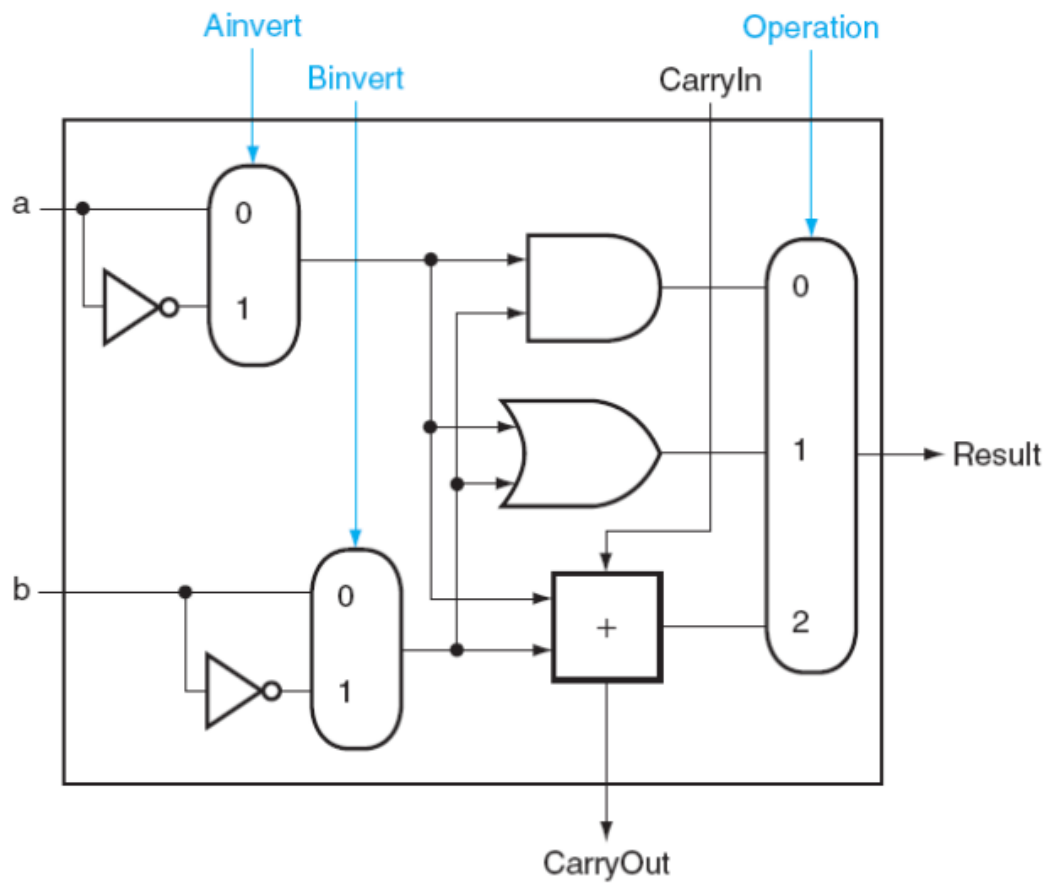 Ainvert
Operation
Binvert
CarryIn
a
0
1
0
1
Result
b
0
1
+
2
CarryOut